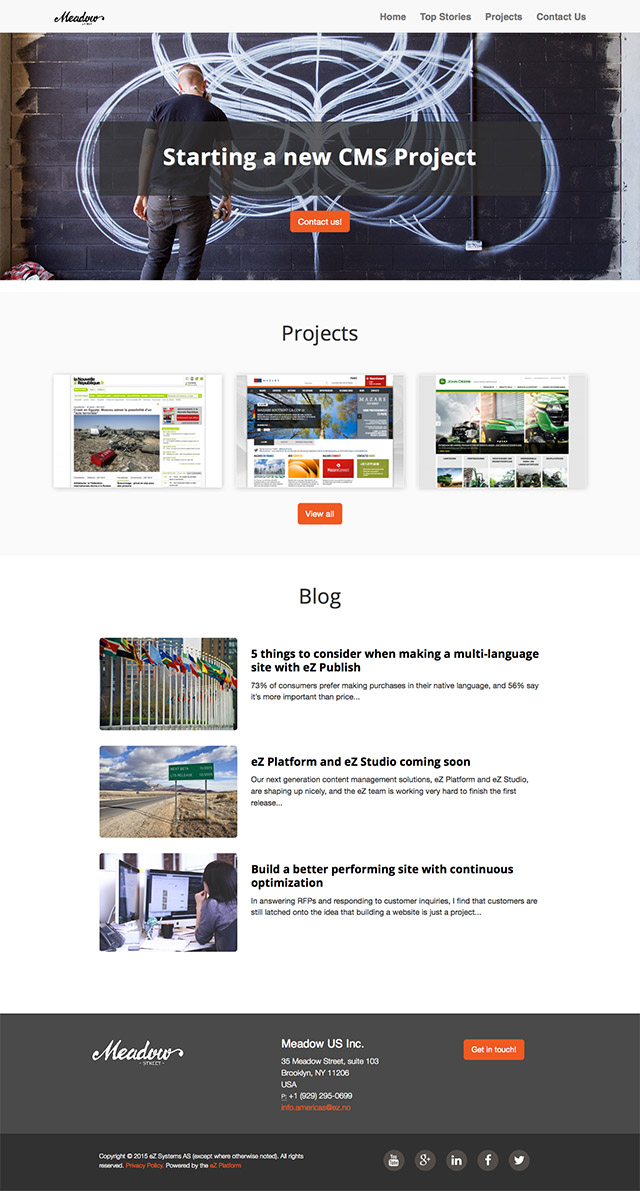 Meadow
Home Top Stories Projects Contact Us
Starting a new CMS Project
Contact us!
Projects
la Nouvelle
République.fr
MAZARS
JOHN DEERE
View all
Blog
5 things to consider when making a multi-language
site with eZ Publish
73% of consumers prefer making purchases in their native language, and 56% say
it's more important than price...
eZ Platform and eZ Studio coming soon
Our next generation content management solutions, eZ Platform and eZ Studio,
are shaping up nicely, and the eZ team is working very hard to finish the first
release...
Build a better performing site with continuous
optimization
In answering RFPs and responding to customer inquiries, I find that customers are
still latched onto the idea that building a website is just a project...
Meadow
- STREET -
Meadow US Inc.
35 Meadow Street, suite 103
Brooklyn, NY 11206
USA
P: +1 (929) 295-0699
info.americas@ez.no
Get in touch!
Copyright © 2015 eZ Systems AS (except where otherwise noted). All rights
reserved. Privacy Policy. Powered by the eZ Platform